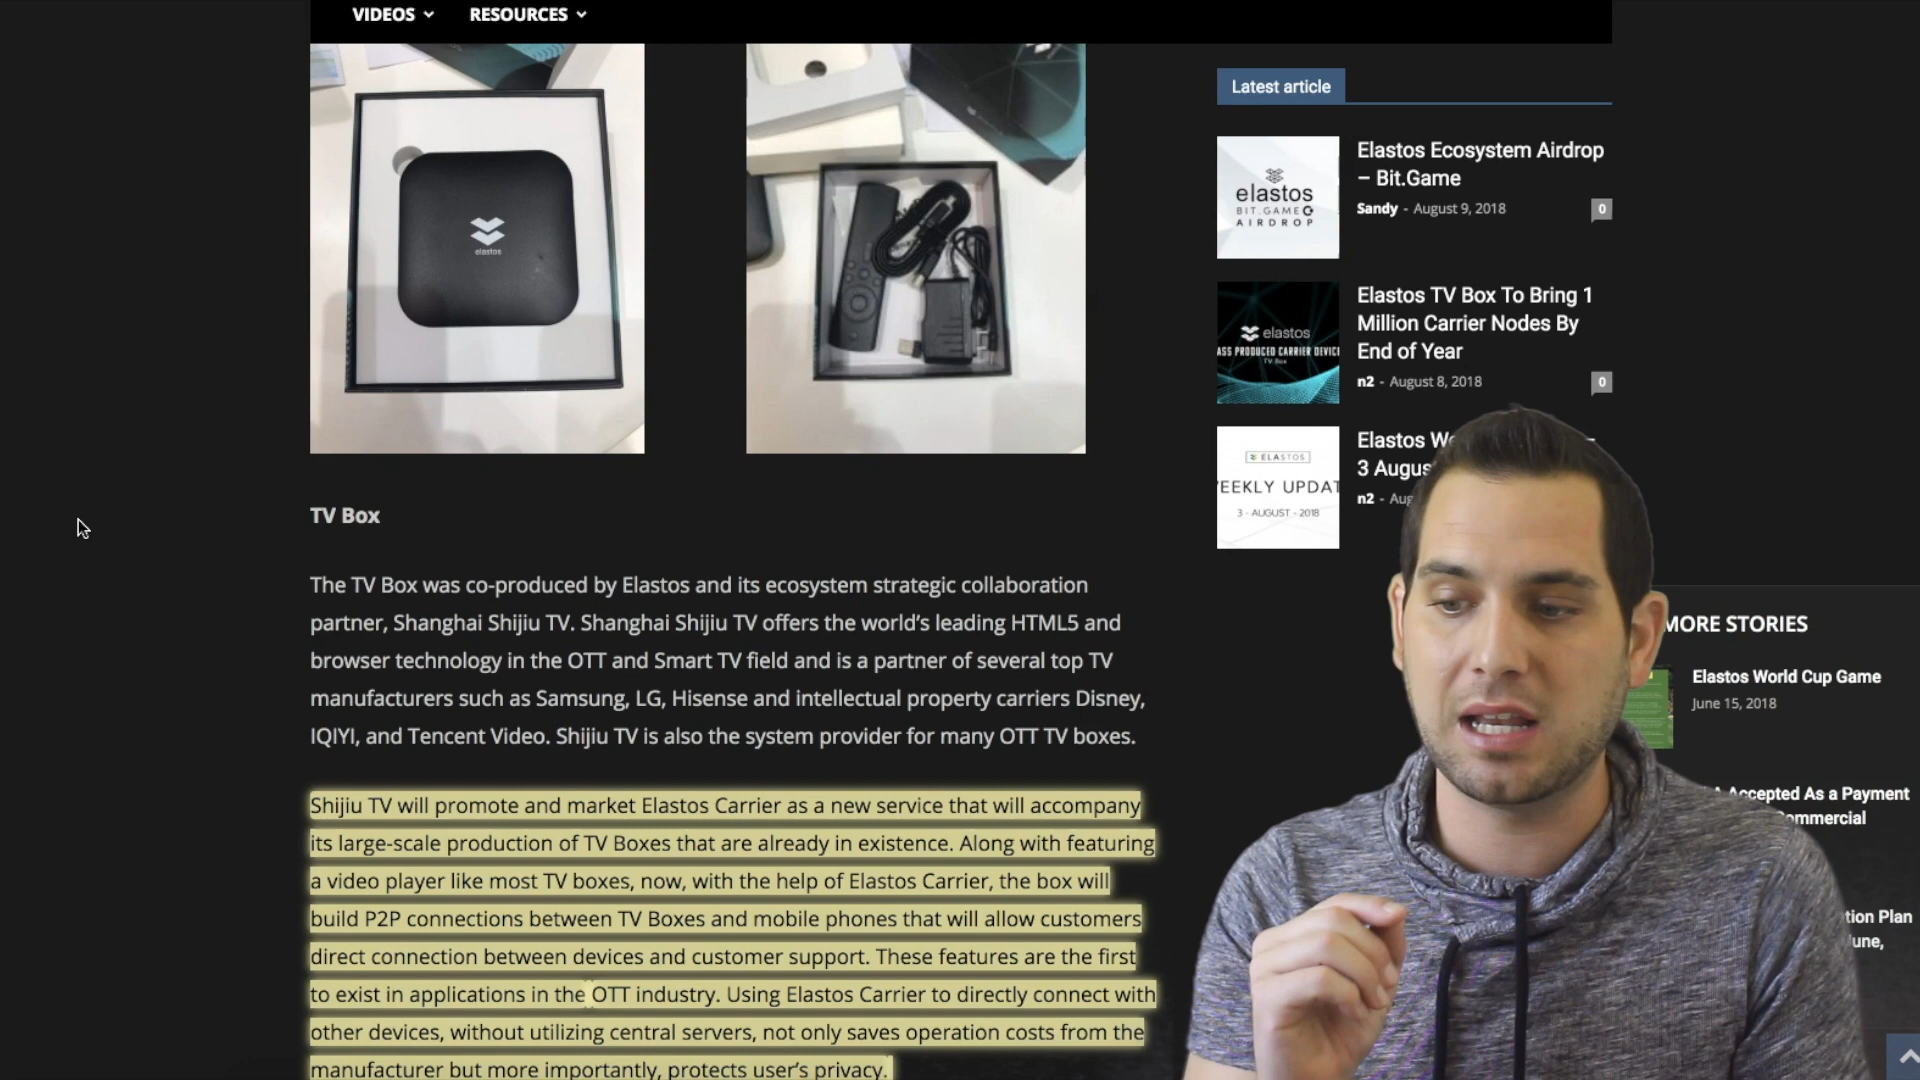 VIDEOS
RESOURCES
elastos
TV Box
The TV Box was co-produced by Elastos and its ecosystem strategic collaboration
partner, Shanghai Shijiu TV. Shanghai Shijiu TV offers the world’s leading HTML5 and
browser technology in the OTT and Smart TV field and is a partner of several top TV
manufacturers such as Samsung, LG, Hisense and intellectual property carriers Disney,
IQIYI, and Tencent Video. Shijiu TV is also the system provider for many OTT TV boxes.
Shijiu TV will promote and market Elastos Carrier as a new service that will accompany
its large-scale production of TV Boxes that are already in existence. Along with featuring
a video player like most TV boxes, now, with the help of Elastos Carrier, the box will
build P2P connections between TV Boxes and mobile phones that will allow customers
direct connection between devices and customer support. These features are the first
to exist in applications in the OTT industry. Using Elastos Carrier to directly connect with
other devices, without utilizing central servers, not only saves operation costs from the
manufacturer but more importantly, protects user’s privacy.
Latest article
elastos
BIT.GAME
AIRDROP
Elastos Ecosystem Airdrop
– Bit.Game
Sandy - August 9, 2018
0
elastos
ASS PRODUCED CARRIER DEVICE
TV Box
Elastos TV Box To Bring 1
Million Carrier Nodes By
End of Year
n2 - August 8, 2018
0
ELASTOS
EEKLY UPDAT
3 - AUGUST - 2018
Elastos We
3 Augus
n2 - Aug
MORE STORIES
Elastos World Cup Game
June 15, 2018
Accepted As a Payment
Commercial
tion Plan
une,